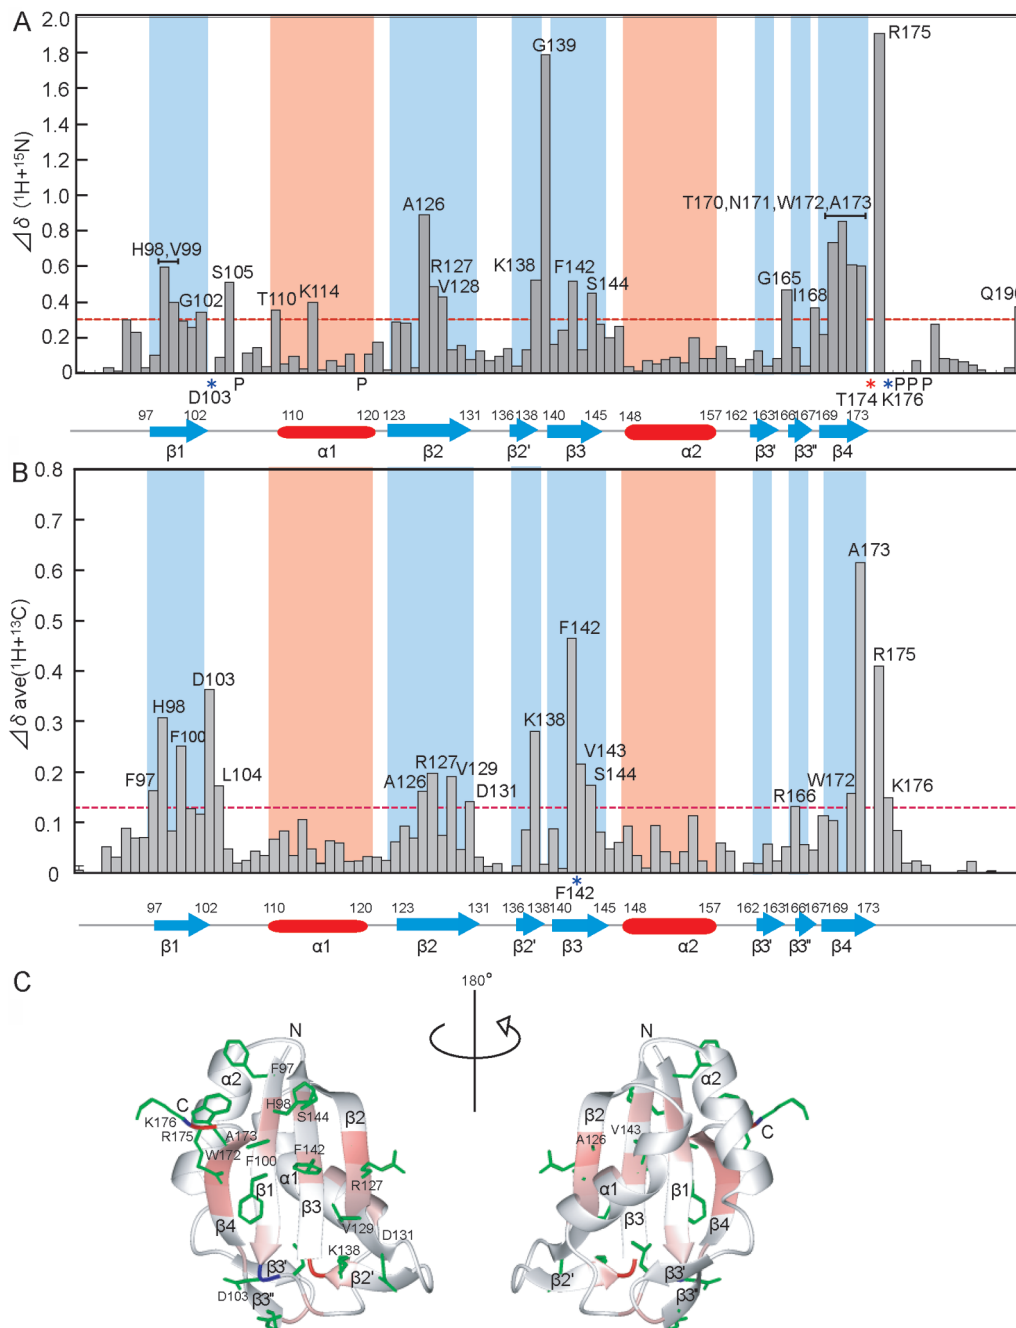 A
⊿δ (¹H+¹⁵N)
2.0
1.8
1.6
1.4
1.2
1.0
0.8
0.6
0.4
0.2
0
R175
G139
T170,N171,W172,A173
A126
H98,V99
R127
K138
F142
S105
V128
S144
G165
T110
K114
G102
I168
Q196
* P P * * PPP
D103 T174 K176
97 102 110 120 123 131 136 138 140 145 148 157 162 163 166 167 169 173
β1 α1 β2 β2' β3 α2 β3' β3" β4
B
⊿δ ave(¹H+¹³C)
0.8
0.7
0.6
0.5
0.4
0.3
0.2
0.1
0
A173
F142
R175
D103
H98
K138
F100
V143
R127
V129
F97
L104
A126
D131
S144
W172
R166
K176
*
F142
97 102 110 120 123 131 136 138 140 145 148 157 162 163 166 167 169 173
β1 α1 β2 β2' β3 α2 β3' β3" β4
C
180°
N
α2
F97
H98
S144
β2
C
K176
R175
A173
W172
F100
F142
α1
R127
β1
β3
β4
V129
D131
K138
β3'
β2'
D103
β3"
N
α2
β2
A126
V143
C
α1
β1
β3
β4
β2'
β3'
β3"